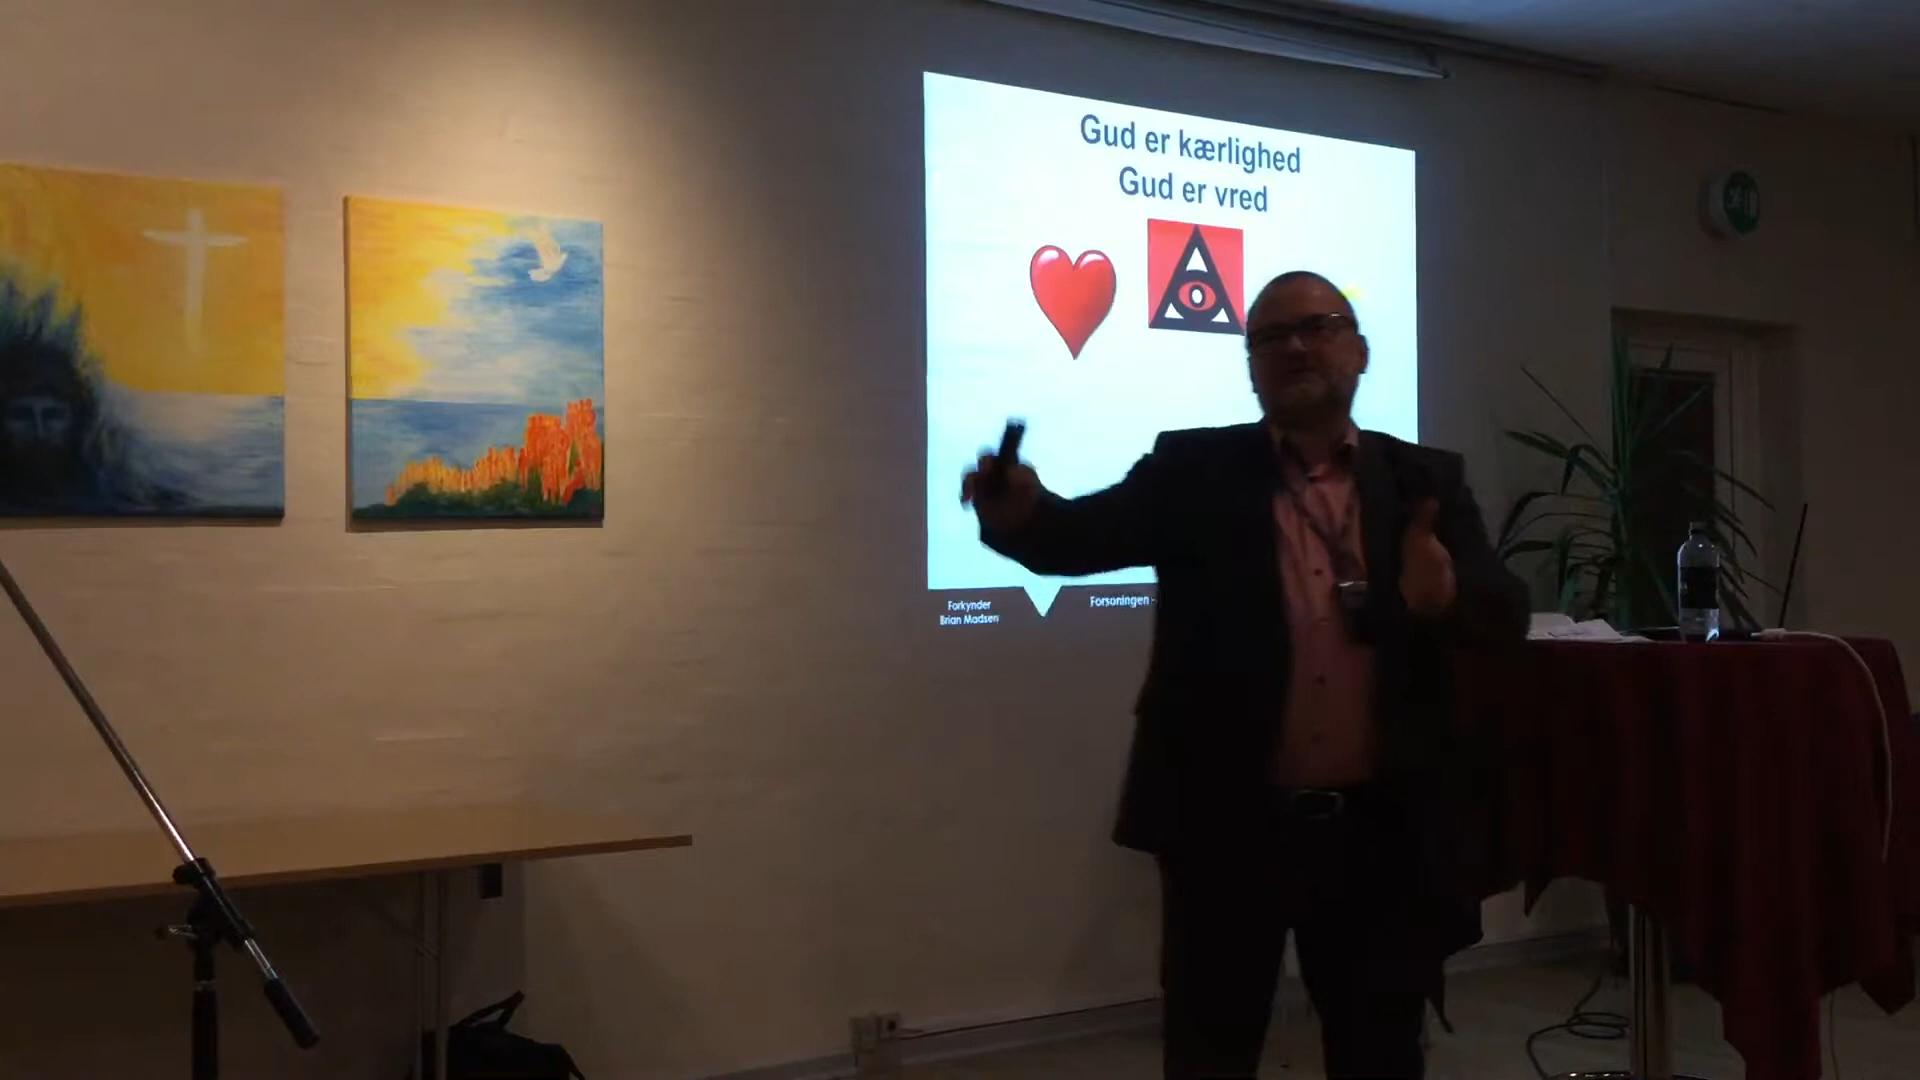 Gud er kærlighed
Gud er vred
Forkynder
Brian Madsen
Forsoningen -